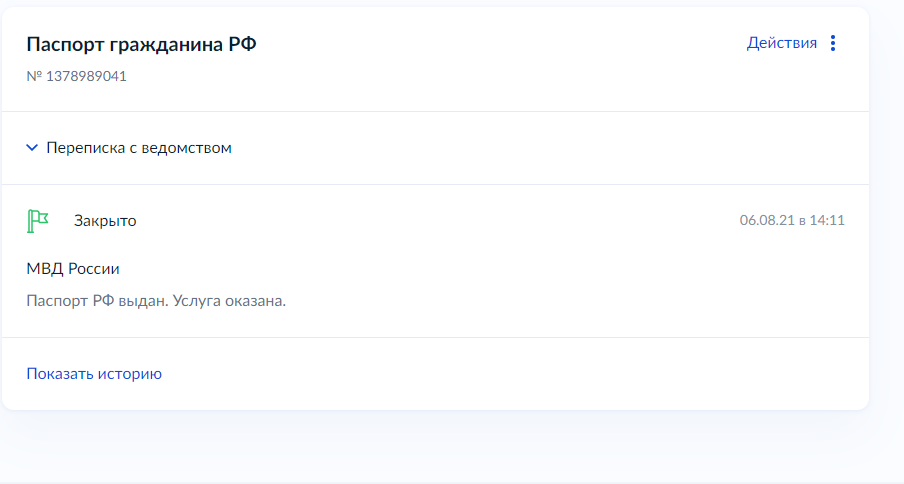 Паспорт гражданина РФ
Действия
№ 1378989041
Переписка с ведомством
Закрыто
06.08.21 в 14:11
МВД России
Паспорт РФ выдан. Услуга оказана.
Показать историю